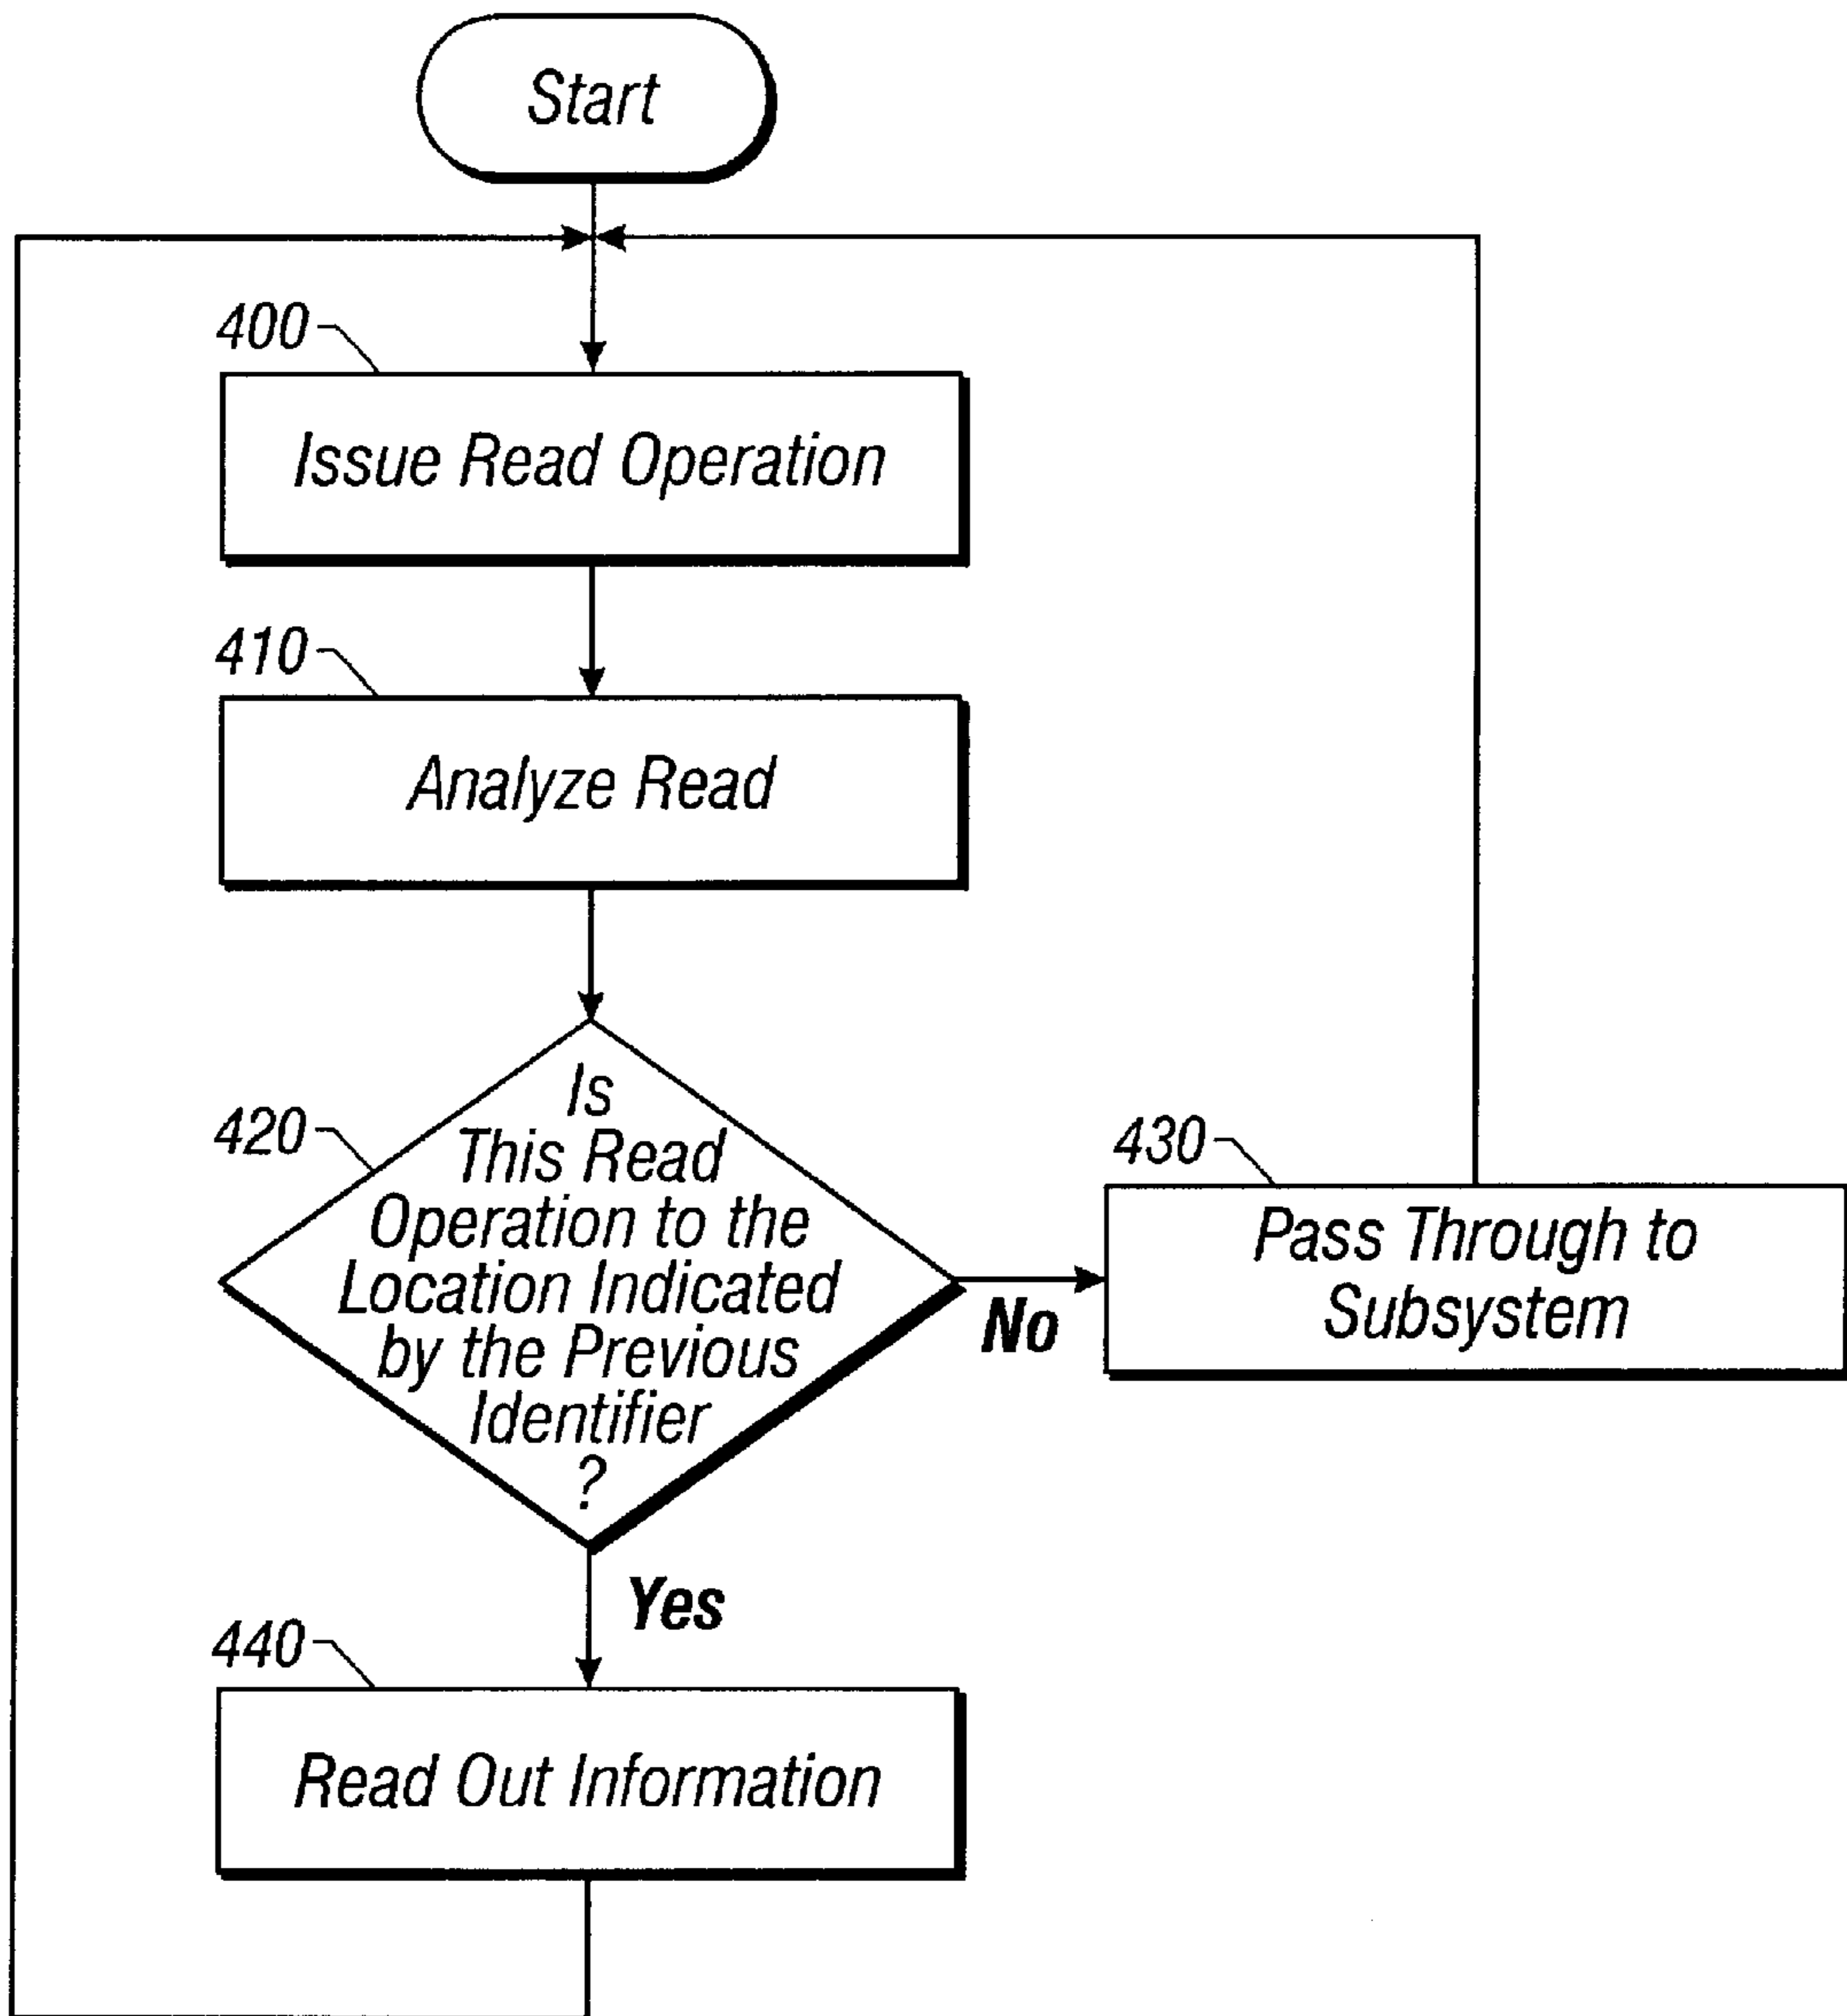 Start
400
Issue Read Operation
410
Analyze Read
420
Is
This Read
Operation to the
Location Indicated
by the Previous
Identifier
?
No
430
Pass Through to
Subsystem
Yes
440
Read Out Information